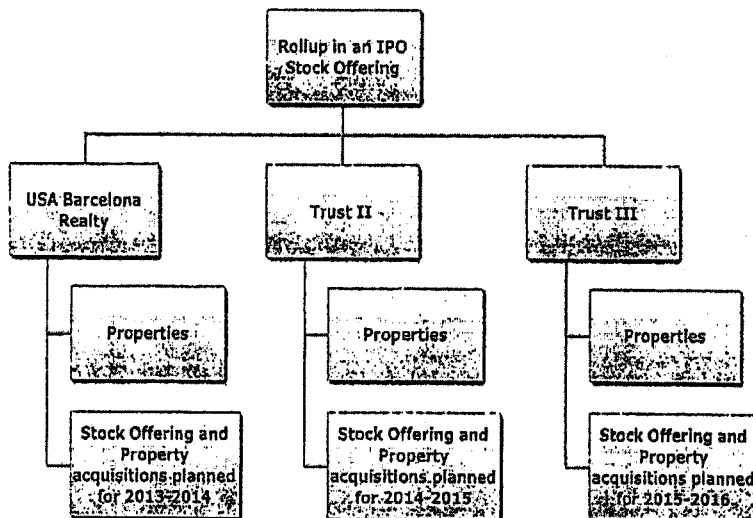 Rollup in an IPO
Stock Offering
USA Barcelona
Realty
Trust II
Trust III
Properties
Properties
Properties
Stock Offering and
Property
acquisitions planned
for 2013-2014
Stock Offering and
Property
acquisitions planned
for 2014-2015
Stock Offering and
Property
acquisitions planned
for 2015-2016